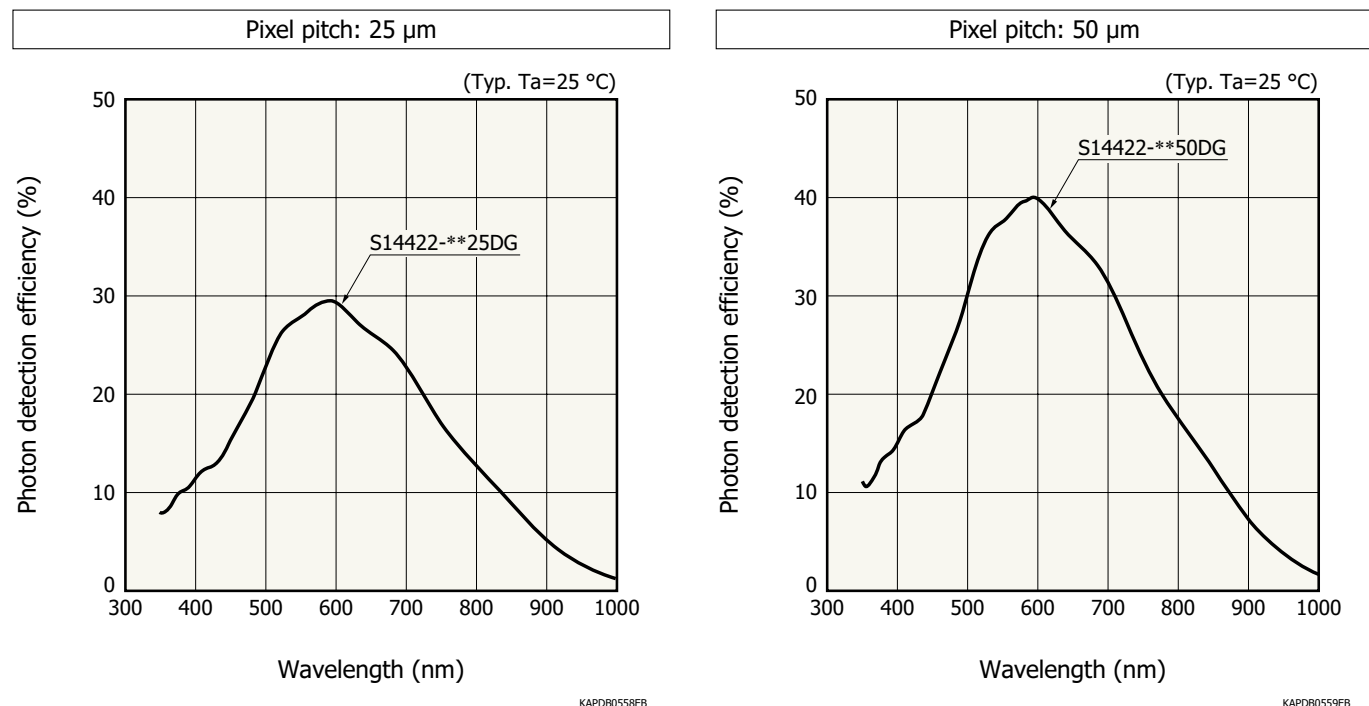 Pixel pitch: 25 μm
(Typ. Ta=25 °C)
Photon detection efficiency (%)
50
40
30
20
10
0
S14422-**25DG
300 400 500 600 700 800 900 1000
Wavelength (nm)
KAPDB0558EB
Pixel pitch: 50 μm
(Typ. Ta=25 °C)
Photon detection efficiency (%)
50
40
30
20
10
0
S14422-**50DG
300 400 500 600 700 800 900 1000
Wavelength (nm)
KAPDB0559EB